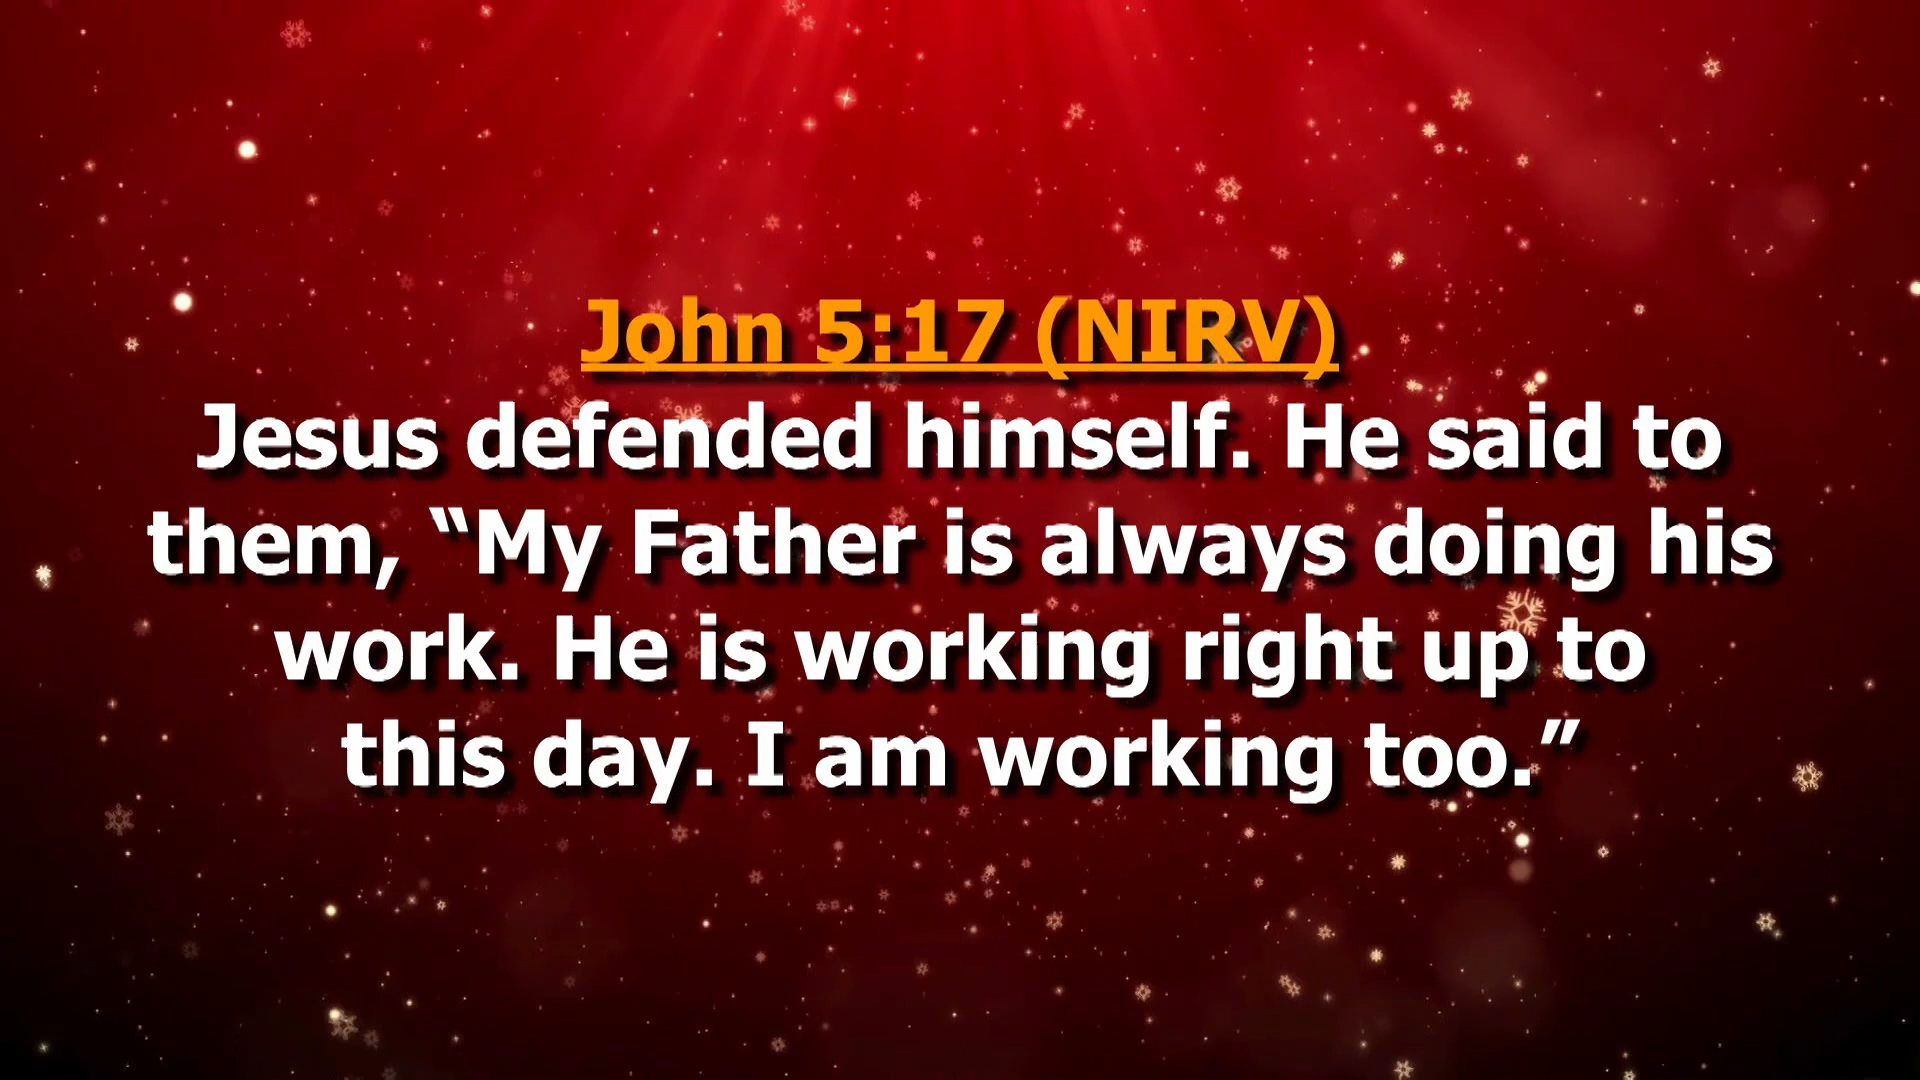 John 5:17 (NIRV)
Jesus defended himself. He said to
them, “My Father is always doing his
work. He is working right up to
this day. I am working too.”